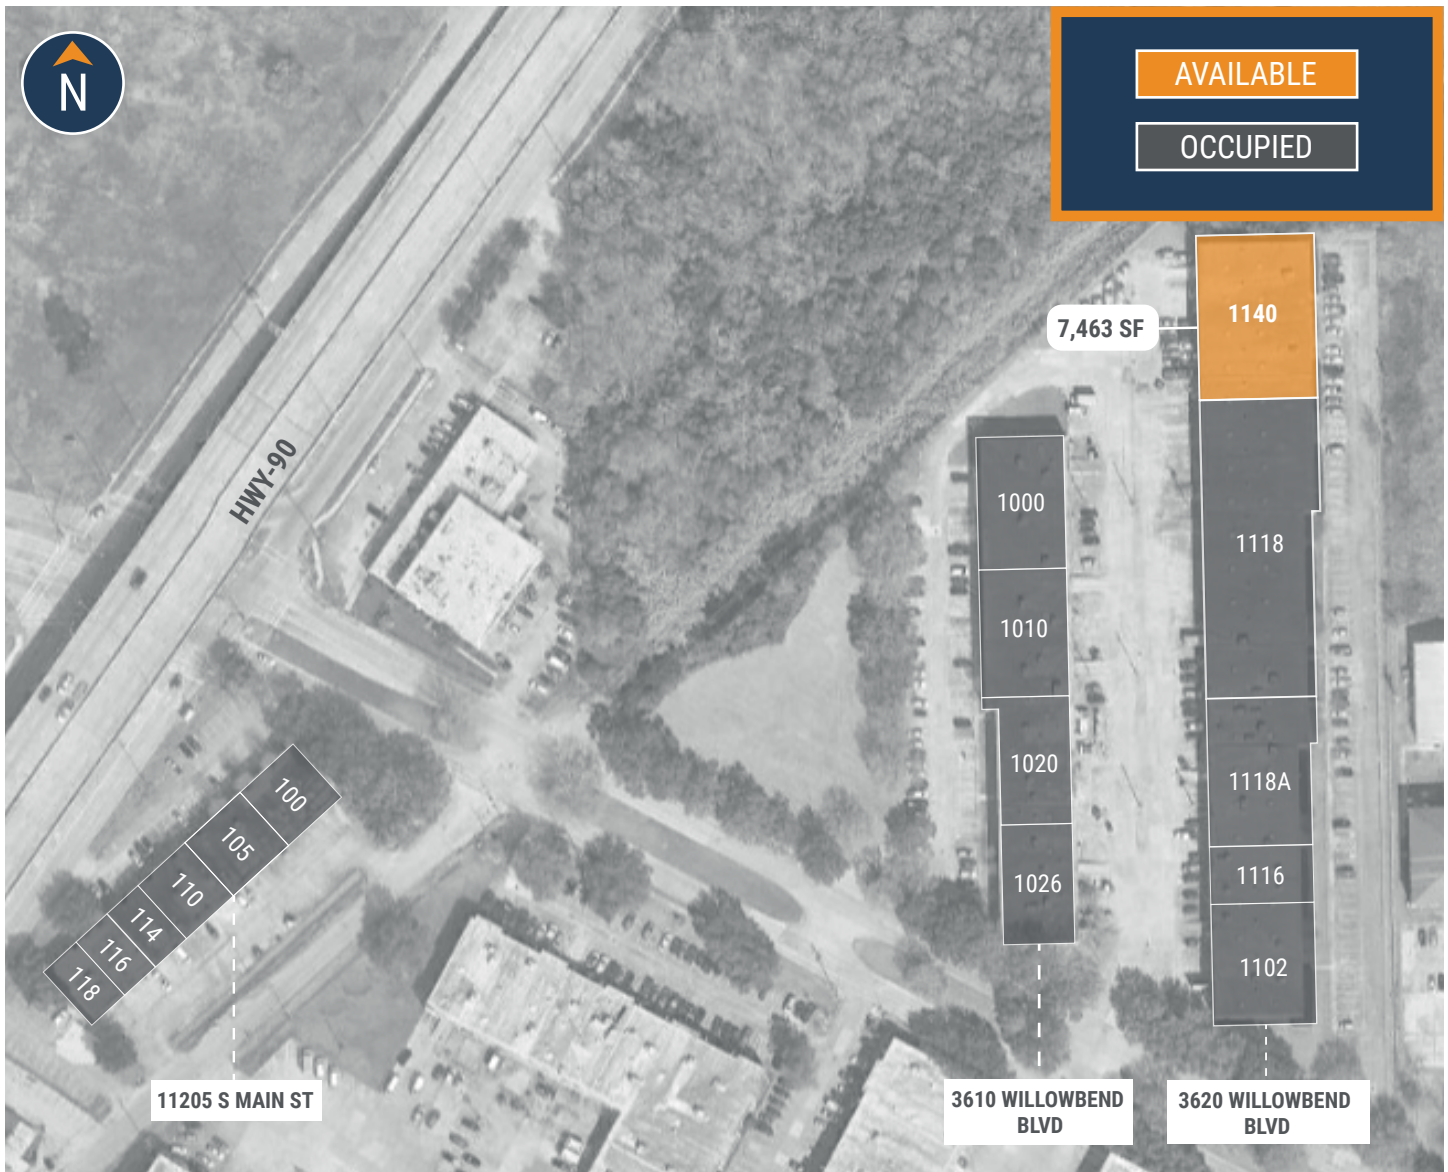 N
AVAILABLE
OCCUPIED
1140
7,463 SF
HWY-90
1000
1118
1010
1020
1118A
100
105
1026
1116
110
114
1102
116
118
11205 S MAIN ST
3610 WILLOWBEND
BLVD
3620 WILLOWBEND
BLVD